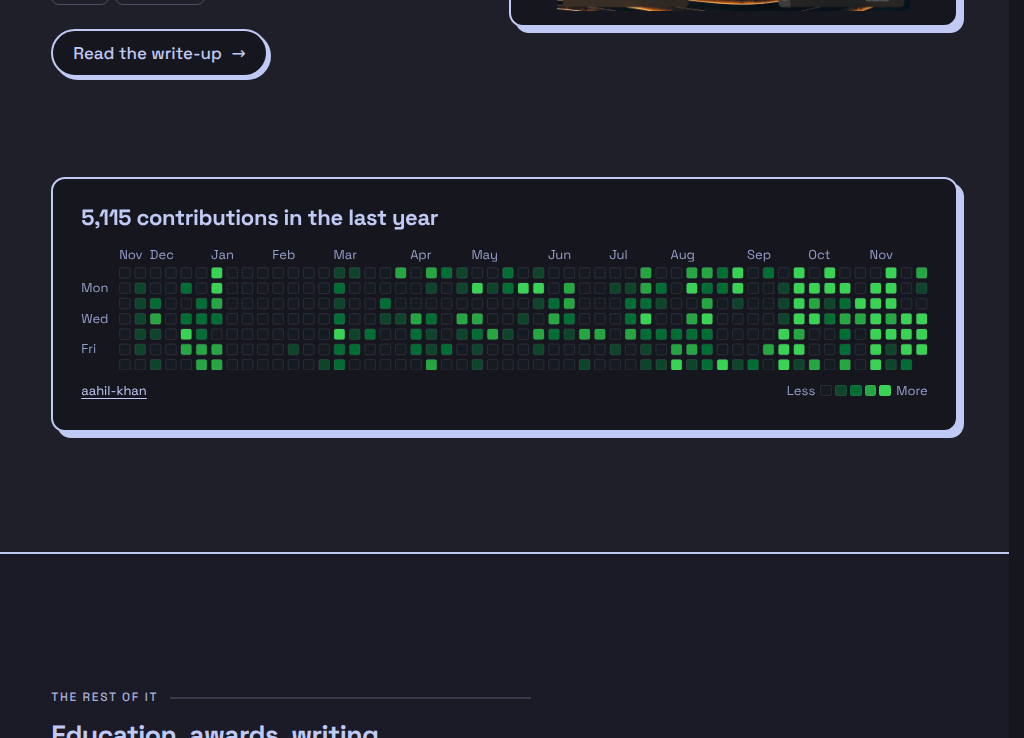 Read the write-up →
5,115 contributions in the last year
Nov Dec Jan Feb Mar Apr May Jun Jul Aug Sep Oct Nov
Mon
Wed
Fri
aahil-khan
Less More
THE REST OF IT
Education, awards, writing